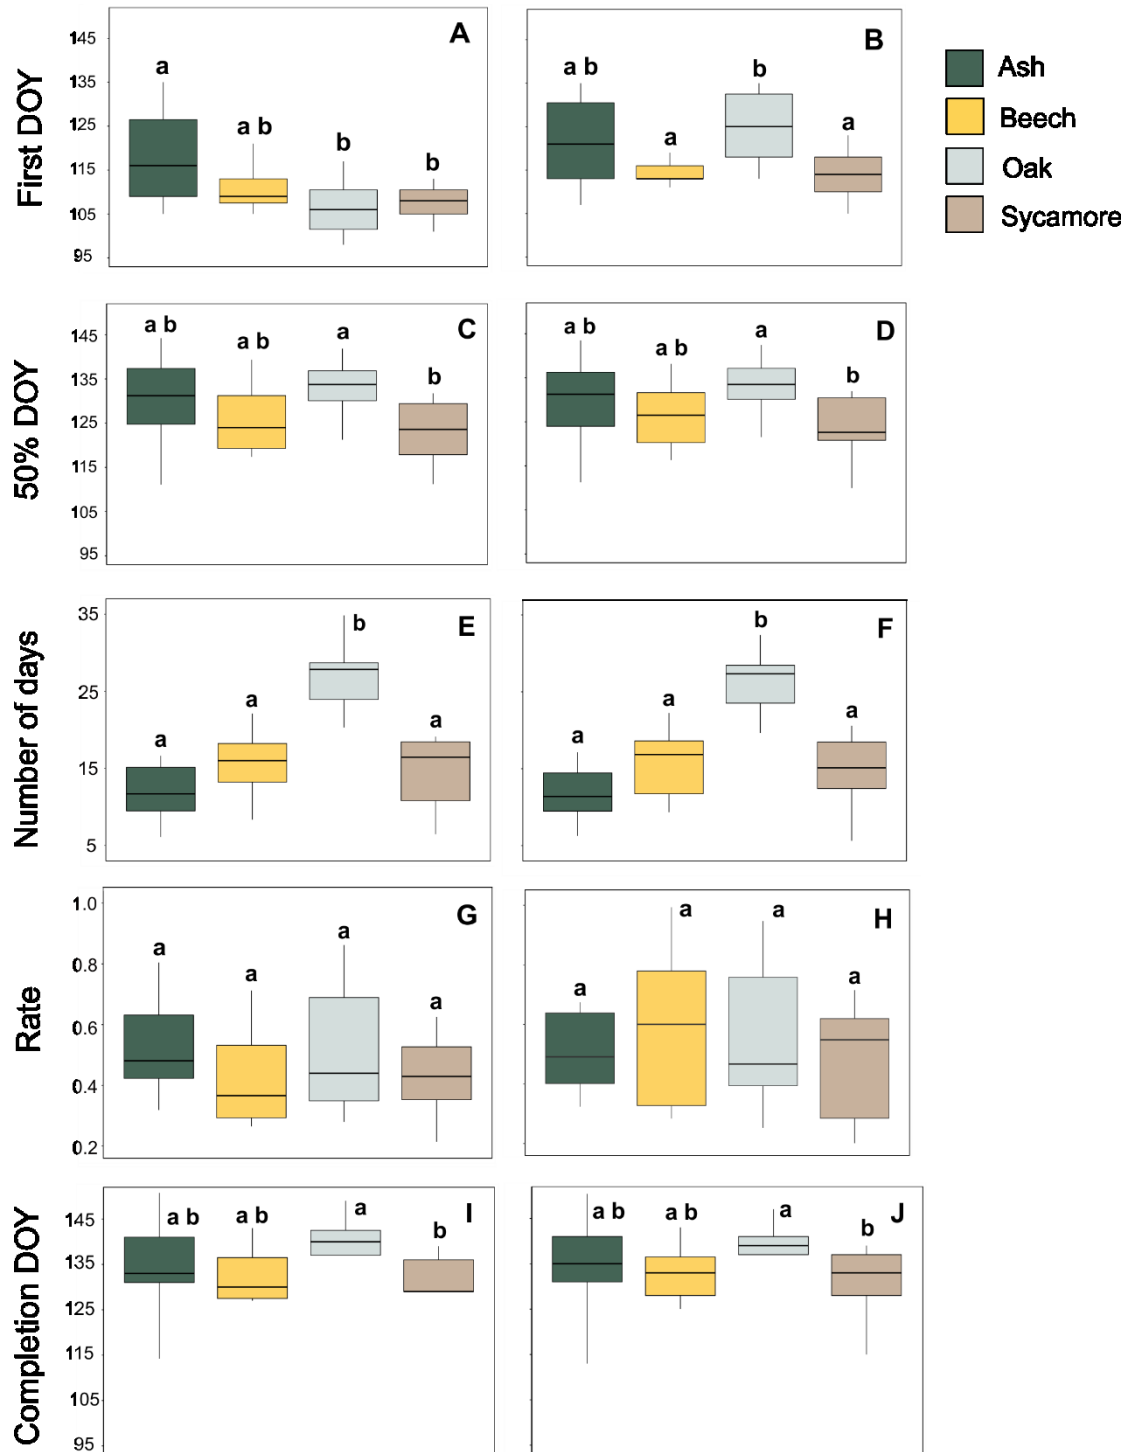 First DOY
145
135
125
115
105
95
A
a
a b
b
b
B
a b
a
b
a
Ash
Beech
Oak
Sycamore
50% DOY
145
135
125
115
105
95
C
a b
a b
a
b
D
a b
a b
a
b
Number of days
35
25
15
5
E
a
a
b
a
F
a
a
b
a
Rate
1.0
0.8
0.6
0.4
0.2
G
a
a
a
a
H
a
a
a
a
Completion DOY
145
135
125
115
105
95
I
a b
a b
a
b
J
a b
a b
a
b